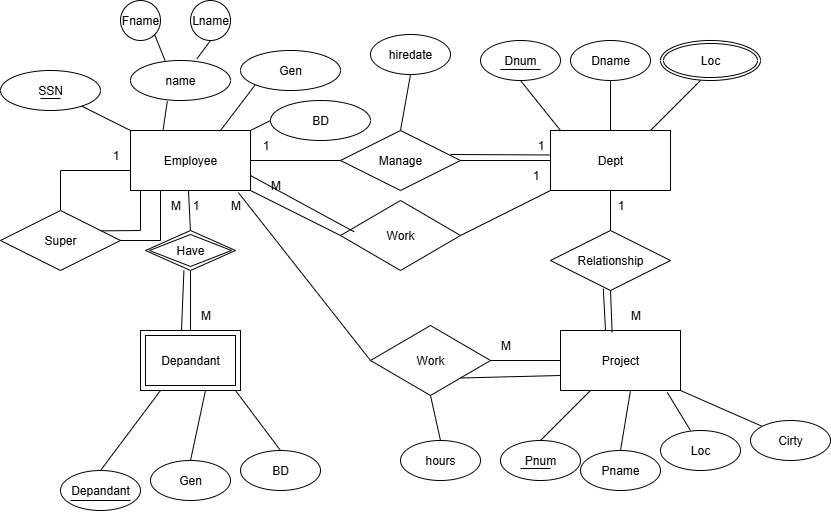 Fname
Lname
hiredate
name
Gen
SSN
Dnum
Dname
Loc
BD
1
1
1
Employee
Manage
Dept
1
M
M
1
M
1
Super
Have
Work
Relationship
M
M
M
Depandant
Work
Project
hours
Pnum
Pname
Loc
Cirty
Depandant
Gen
BD